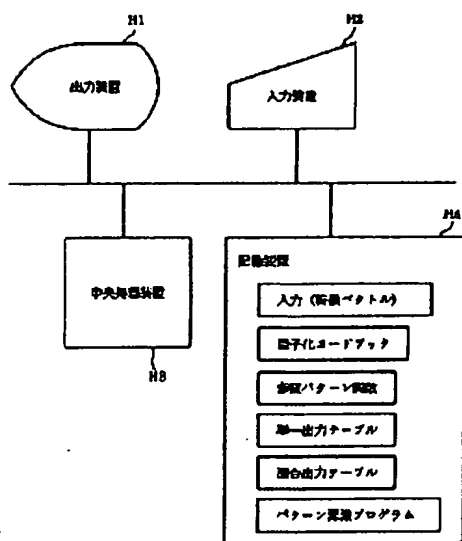 H1
H2
出力装置
入力装置
H4
中央処理装置
H3
記憶装置
入力（特徴ベクトル）
量子化コードブック
参照パターン関数
単一出力テーブル
混合出力テーブル
パターン認識プログラム